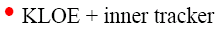 • KLOE + inner tracker